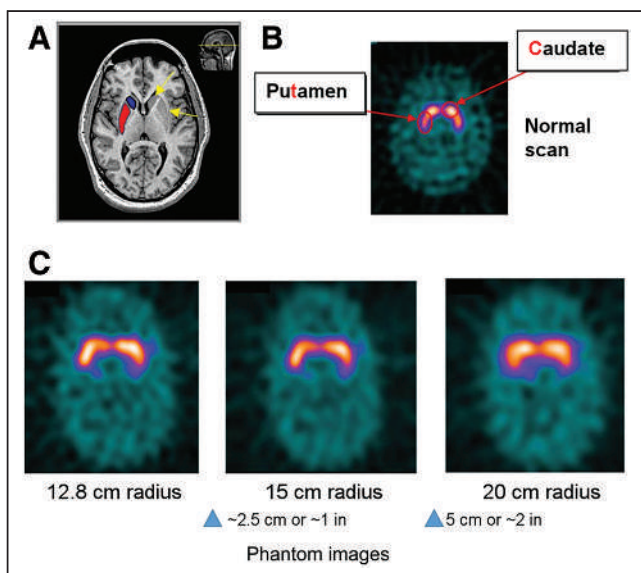 A
B
Caudate
Putamen
Normal
scan
C
12.8 cm radius
15 cm radius
20 cm radius
~2.5 cm or ~1 in
5 cm or ~2 in
Phantom images